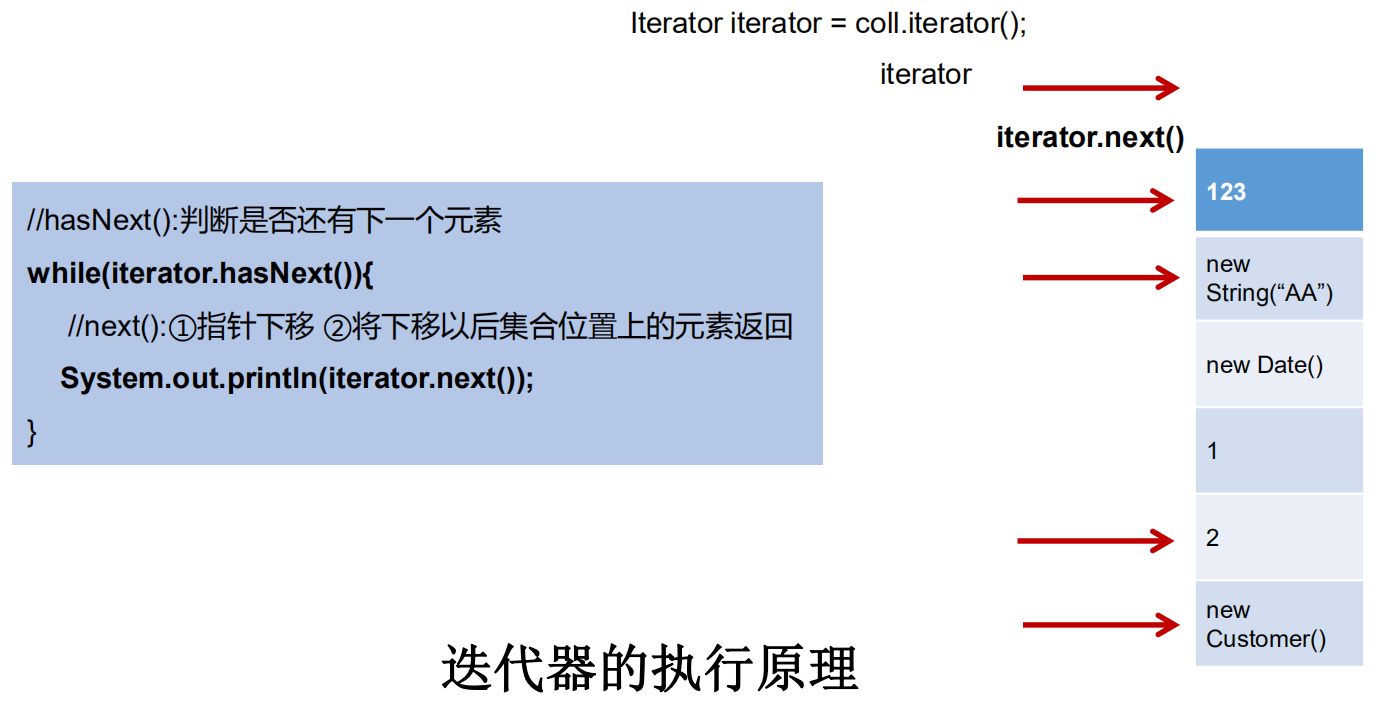 Iterator iterator = coll.iterator();
iterator
iterator.next()
//hasNext():判断是否还有下一个元素
while(iterator.hasNext()){
//next():①指针下移 ②将下移以后集合位置上的元素返回
System.out.println(iterator.next());
}
123
new
String(“AA”)
new Date()
1
2
new
Customer()
迭代器的执行原理